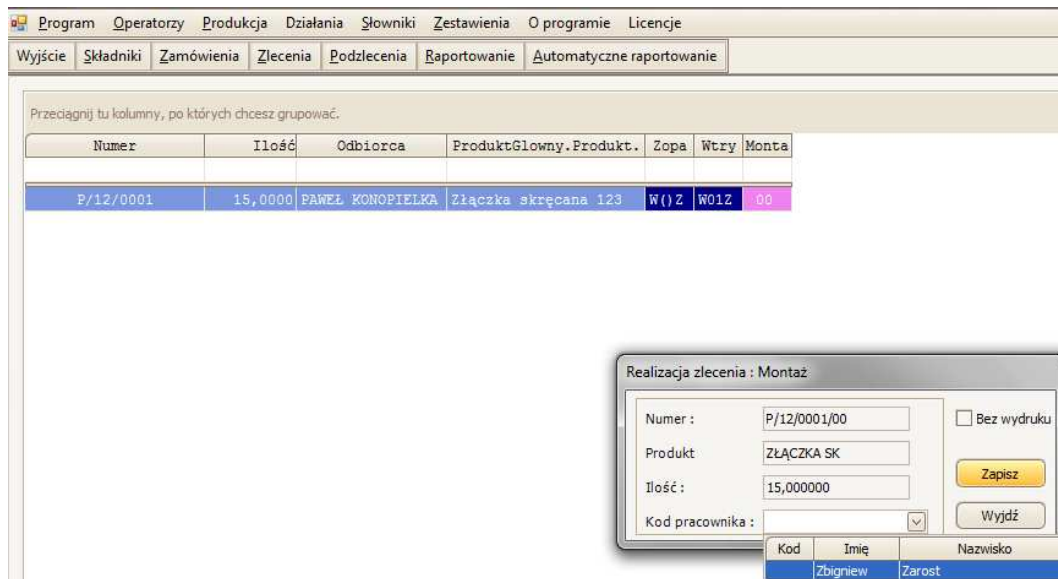 Program Operatorzy Produkcja Działania Słowniki Zestawienia O programie Licencje
Wyjście Składniki Zamówienia Zlecenia Podzlecenia Raportowanie Automatyczne raportowanie
Przeciągnij tu kolumny, po których chcesz grupować.
Numer Ilość Odbiorca ProduktGlowny.Produkt. Zopa Wtry Monta
P/12/0001 15,0000 PAWEŁ KONOPIELKA Złączka skręcana 123 W()Z W01Z 00
Realizacja zlecenia : Montaż
Numer : P/12/0001/00 Bez wydruku
Produkt ZŁĄCZKA SK
Zapisz
Ilość : 15,000000
Kod pracownika : Wyjdź
Kod Imię Nazwisko
Zbigniew Zarost